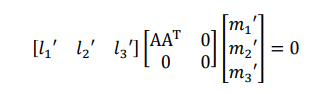 [l₁′ l₂′ l₃′] [AAᵀ 0; 0 0] [m₁′; m₂′; m₃′] = 0